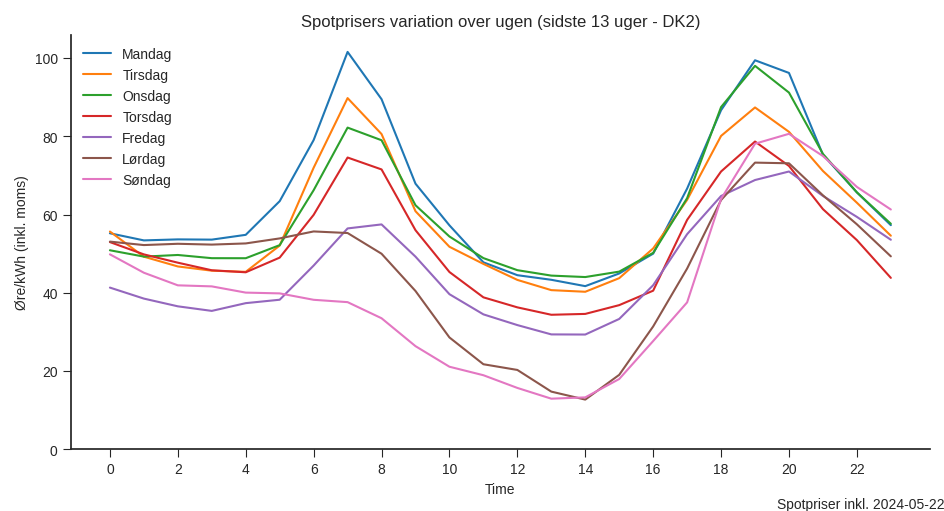 Spotprisers variation over ugen (sidste 13 uger - DK2)
Øre/kWh (inkl. moms)
100
80
60
40
20
0
Mandag
Tirsdag
Onsdag
Torsdag
Fredag
Lørdag
Søndag
0 2 4 6 8 10 12 14 16 18 20 22
Time
Spotpriser inkl. 2024-05-22